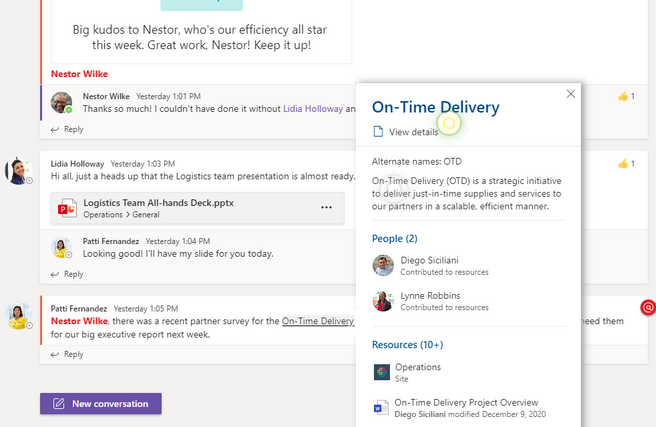 Big kudos to Nestor, who's our efficiency all star
this week. Great work, Nestor! Keep it up!
Nestor Wilke
Nestor Wilke Yesterday 1:01 PM
Thanks so much! I couldn't have done it without Lidia Holloway an
1
Reply
Lidia Holloway Yesterday 1:03 PM
Hi all, just a heads up that the Logistics team presentation is almost ready.
1
Logistics Team All-hands Deck.pptx
Operations > General
Patti Fernandez Yesterday 1:04 PM
Looking good! I'll have my slide for you today.
Reply
Patti Fernandez Yesterday 1:05 PM
Nestor Wilke, there was a recent partner survey for the On-Time Delivery
eed them
for our big executive report next week.
Reply
New conversation
On-Time Delivery
View details
Alternate names: OTD
On-Time Delivery (OTD) is a strategic initiative
to deliver just-in-time supplies and services to
our partners in a scalable, efficient manner.
People (2)
Diego Siciliani
Contributed to resources
Lynne Robbins
Contributed to resources
Resources (10+)
Operations
Site
On-Time Delivery Project Overview
Diego Siciliani modified December 9, 2020